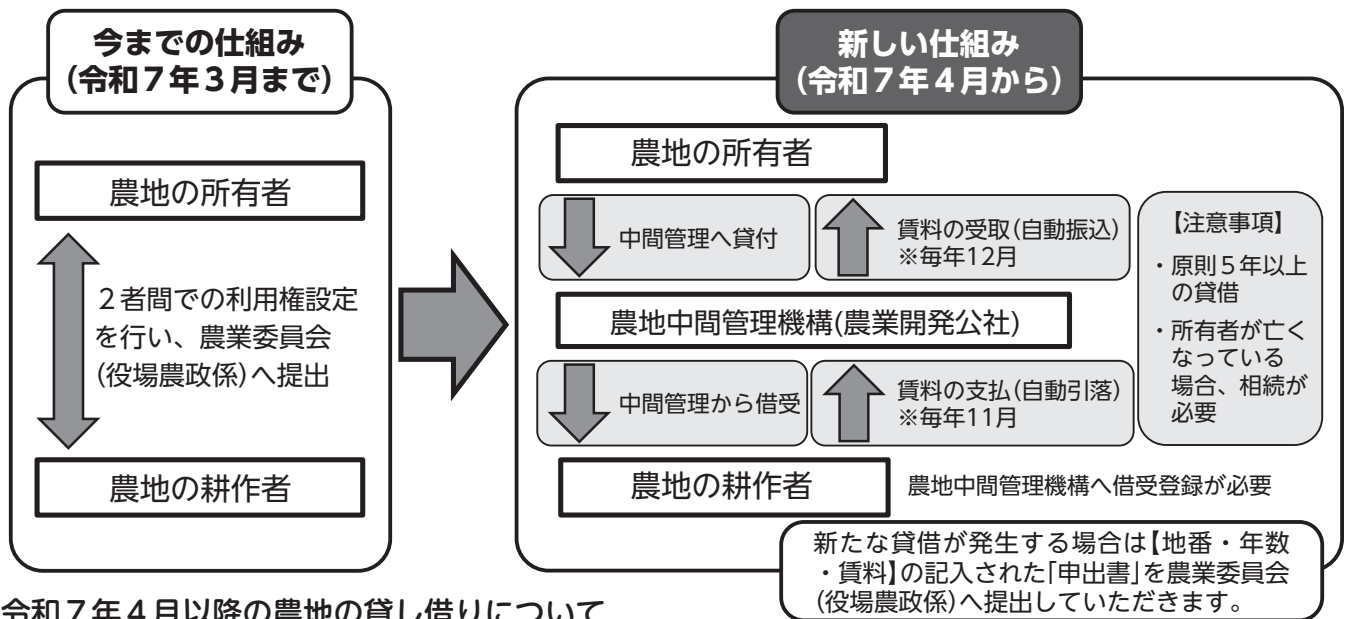 今までの仕組み
(令和7年3月まで)
農地の所有者
2者間での利用権設定
を行い、農業委員会
(役場農政係)へ提出
農地の耕作者
新しい仕組み
(令和7年4月から)
農地の所有者
中間管理へ貸付
賃料の受取(自動振込)
※毎年12月
農地中間管理機構(農業開発公社)
中間管理から借受
賃料の支払(自動引落)
※毎年11月
農地の耕作者
農地中間管理機構へ借受登録が必要
【注意事項】
・原則5年以上
の貸借
・所有者が亡く
なっている
場合、相続が
必要
新たな貸借が発生する場合は【地番・年数
・賃料】の記入された「申出書」を農業委員会
(役場農政係)へ提出していただきます。
令和7年4月以降の農地の貸し借りについて